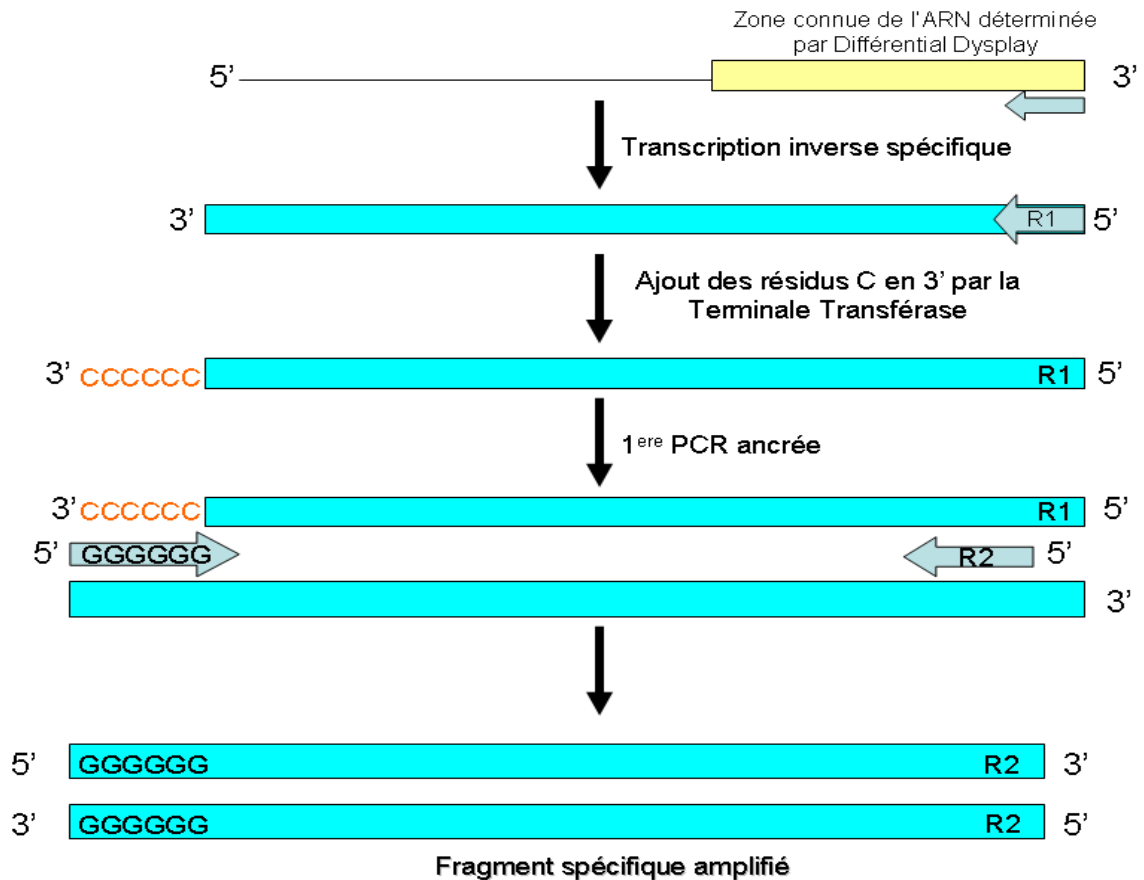 Zone connue de l'ARN déterminée
par Différential Dysplay
5' 3'
Transcription inverse spécifique
3' R1 5'
Ajout des résidus C en 3' par la
Terminale Transférase
3' CCCCCC R1 5'
1ere PCR ancrée
3' CCCCCC R1 5'
5' GGGGGG R2 5'
3'
5' GGGGGG R2 3'
3' GGGGGG R2 5'
Fragment spécifique amplifié